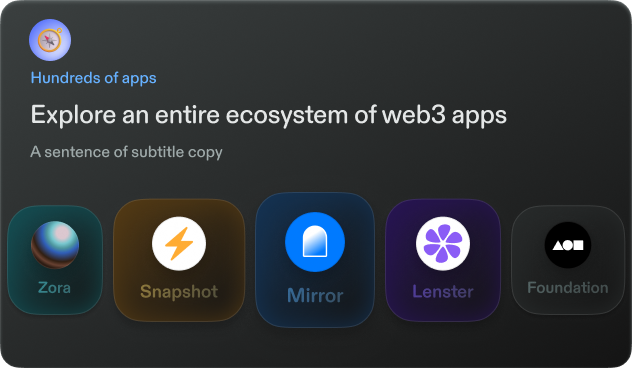 Hundreds of apps
Explore an entire ecosystem of web3 apps
A sentence of subtitle copy
Zora
Snapshot
Mirror
Lenster
Foundation